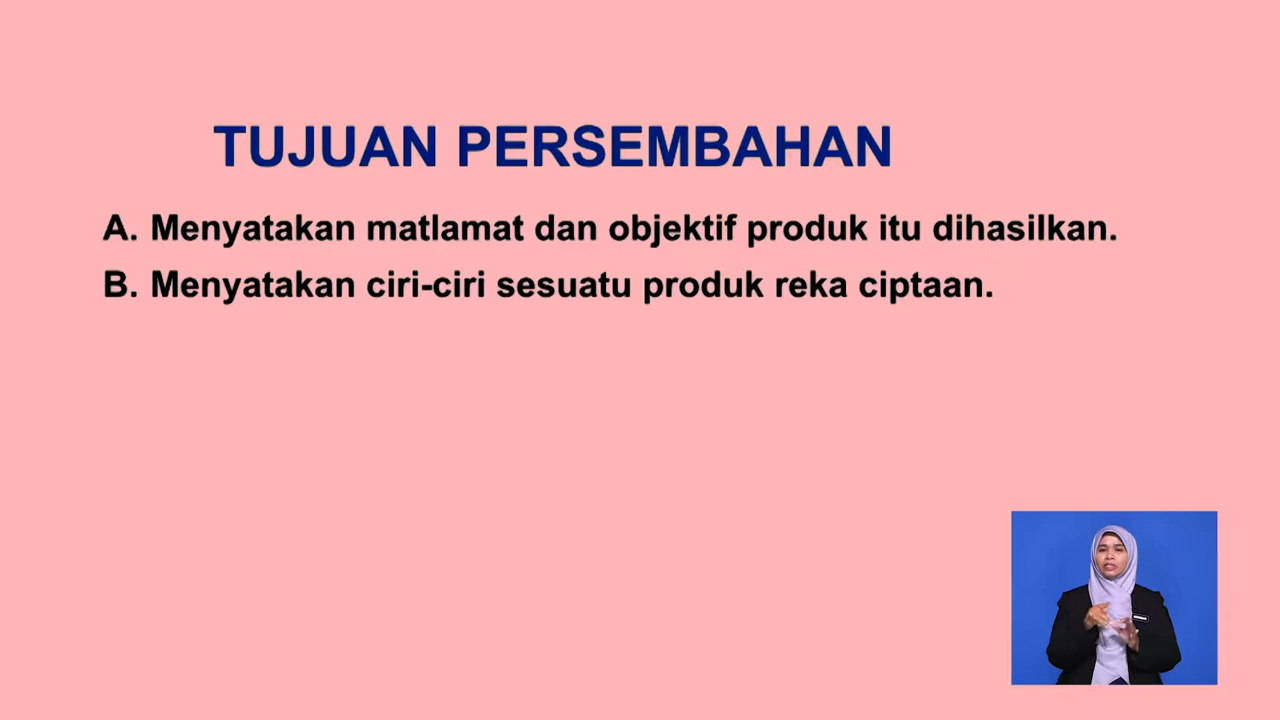 TUJUAN PERSEMBAHAN
A. Menyatakan matlamat dan objektif produk itu dihasilkan.
B. Menyatakan ciri-ciri sesuatu produk reka ciptaan.